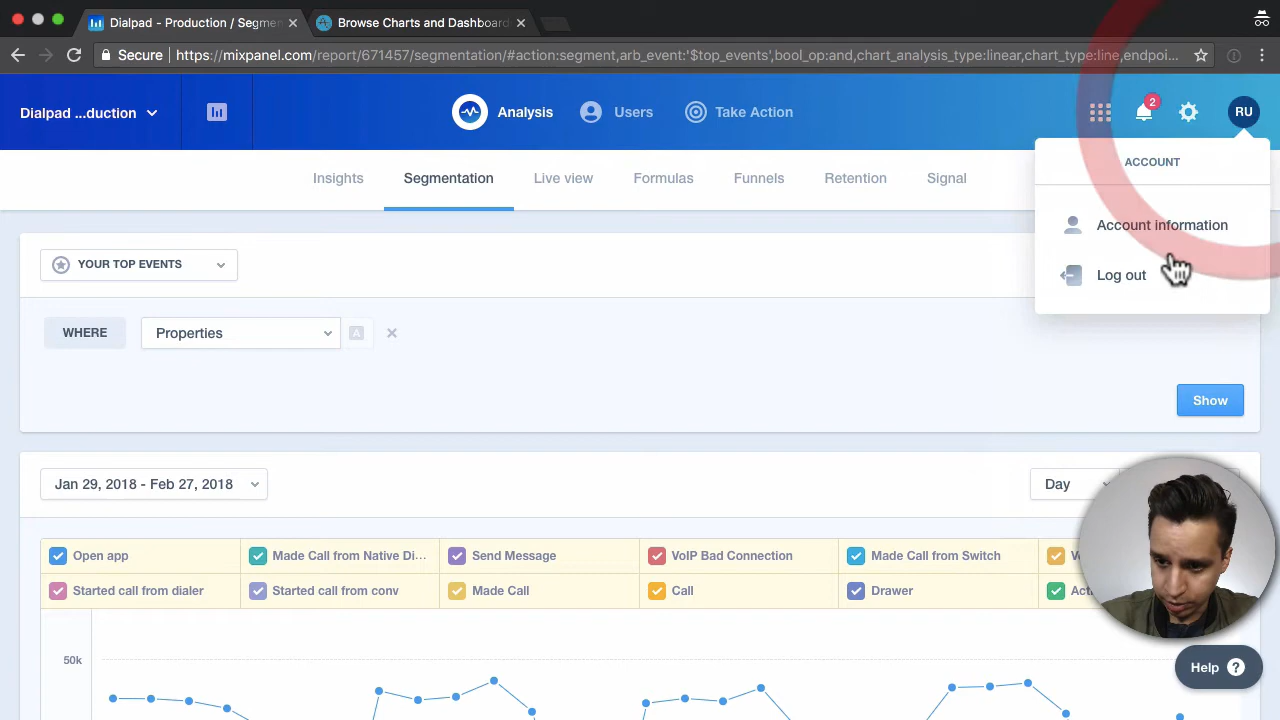 Dialpad - Production / Segmen
Browse Charts and Dashboard
Secure
https://mixpanel.com/report/671457/segmentation/#action:segment,arb_event:'$top_events',bool_op:and,chart_analysis_type:linear,chart_type:line,endpoi...
Dialpad ...duction
Analysis
Users
Take Action
2
RU
ACCOUNT
Insights
Segmentation
Live view
Formulas
Funnels
Retention
Signal
Account information
Log out
YOUR TOP EVENTS
WHERE
Properties
A
Show
Jan 29, 2018 - Feb 27, 2018
Day
Open app
Made Call from Native Di...
Send Message
VoIP Bad Connection
Made Call from Switch
Started call from dialer
Started call from conv
Made Call
Call
Drawer
50k
Help ?